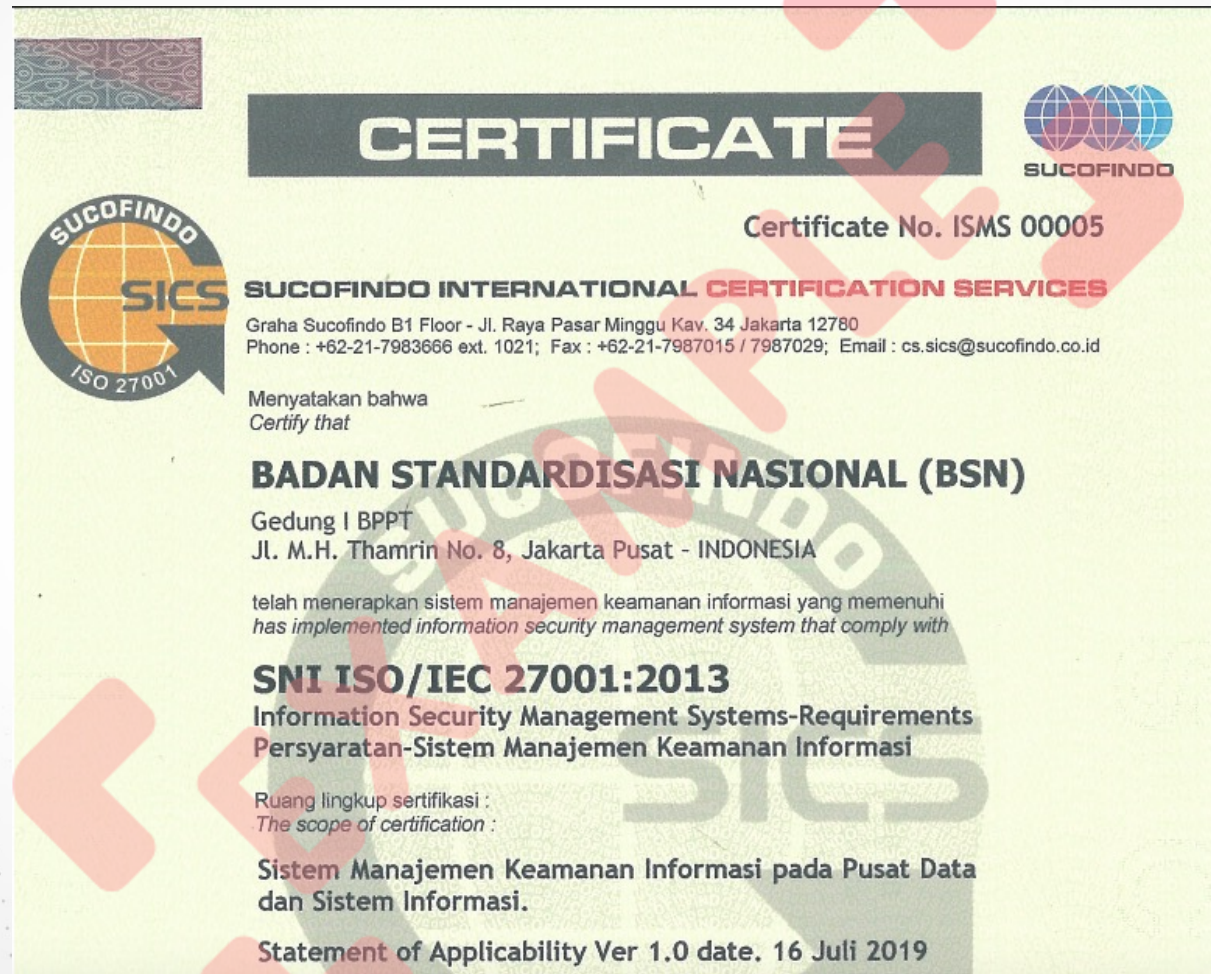 CERTIFICATE
SUCOFINDO
Certificate No. ISMS 00005
SUCOFINDO
SICS
ISO 27001
SUCOFINDO INTERNATIONAL CERTIFICATION SERVICES
Graha Sucofindo B1 Floor - Jl. Raya Pasar Minggu Kav. 34 Jakarta 12780
Phone : +62-21-7983666 ext. 1021; Fax : +62-21-7987015 / 7987029; Email : cs.sics@sucofindo.co.id
Menyatakan bahwa
Certify that
BADAN STANDARDISASI NASIONAL (BSN)
Gedung I BPPT
Jl. M.H. Thamrin No. 8, Jakarta Pusat - INDONESIA
telah menerapkan sistem manajemen keamanan informasi yang memenuhi
has implemented information security management system that comply with
SNI ISO/IEC 27001:2013
Information Security Management Systems-Requirements
Persyaratan-Sistem Manajemen Keamanan Informasi
Ruang lingkup sertifikasi :
The scope of certification :
Sistem Manajemen Keamanan Informasi pada Pusat Data
dan Sistem Informasi.
Statement of Applicability Ver 1.0 date. 16 Juli 2019
SUCOFINDO
SICS
EXAMPLE